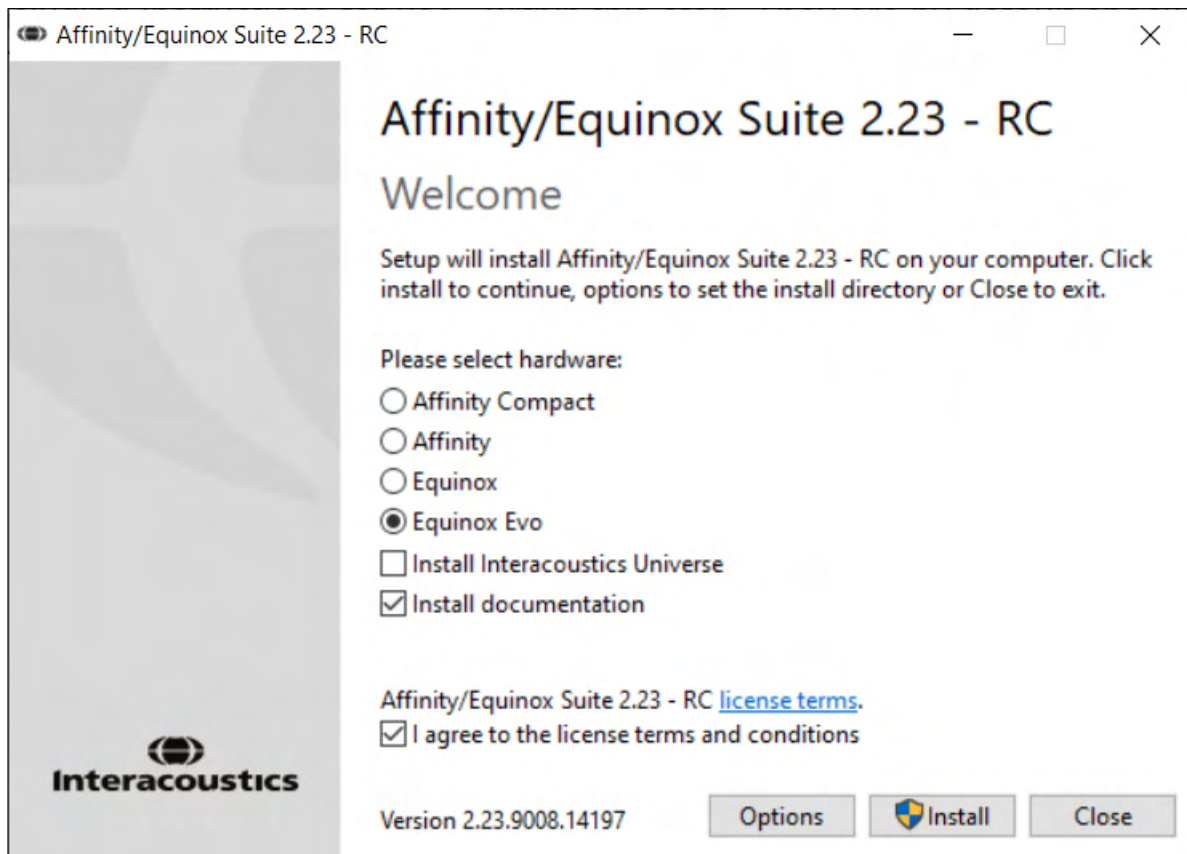 Affinity/Equinox Suite 2.23 - RC
Affinity/Equinox Suite 2.23 - RC
Welcome
Setup will install Affinity/Equinox Suite 2.23 - RC on your computer. Click
install to continue, options to set the install directory or Close to exit.
Please select hardware:
Affinity Compact
Affinity
Equinox
Equinox Evo
Install Interacoustics Universe
Install documentation
Affinity/Equinox Suite 2.23 - RC license terms.
I agree to the license terms and conditions
Interacoustics
Version 2.23.9008.14197
Options
Install
Close